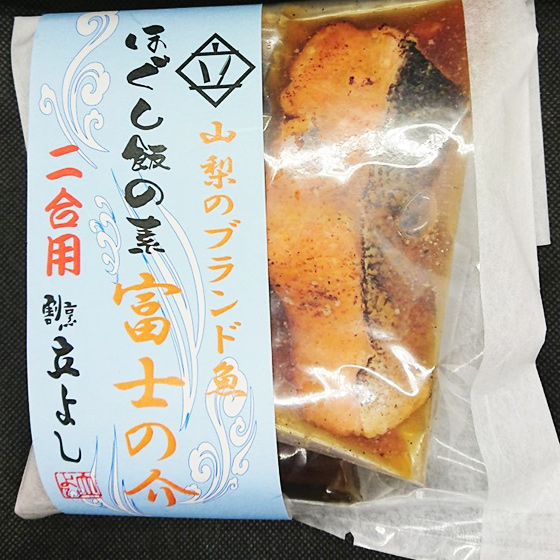 立
山梨のブランド魚
富士の介
ほぐし飯の素
二合用
割烹立よし